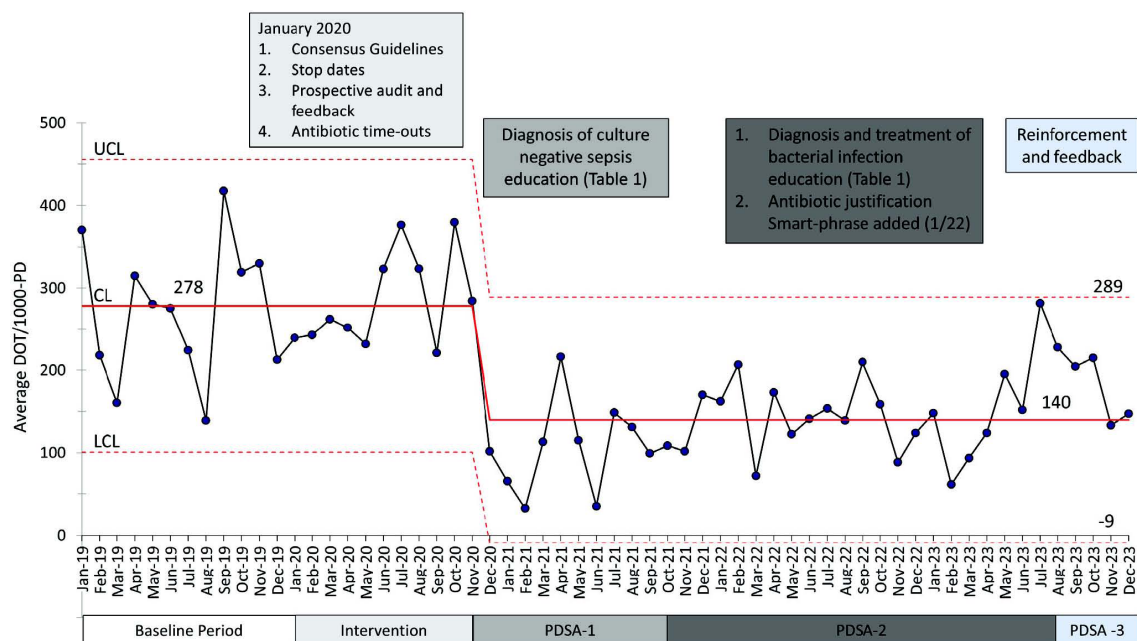 January 2020
1. Consensus Guidelines
2. Stop dates
3. Prospective audit and
feedback
4. Antibiotic time-outs
Diagnosis of culture
negative sepsis
education (Table 1)
1. Diagnosis and treatment of
bacterial infection
education (Table 1)
2. Antibiotic justification
Smart-phrase added (1/22)
Reinforcement
and feedback
Average DOT/1000-PD
500
400
300
200
100
0
UCL
CL
LCL
278
289
140
-9
Jan-19
Feb-19
Mar-19
Apr-19
May-19
Jun-19
Jul-19
Aug-19
Sep-19
Oct-19
Nov-19
Dec-19
Jan-20
Feb-20
Mar-20
Apr-20
May-20
Jun-20
Jul-20
Aug-20
Sep-20
Oct-20
Nov-20
Dec-20
Jan-21
Feb-21
Mar-21
Apr-21
May-21
Jun-21
Jul-21
Aug-21
Sep-21
Oct-21
Nov-21
Dec-21
Jan-22
Feb-22
Mar-22
Apr-22
May-22
Jun-22
Jul-22
Aug-22
Sep-22
Oct-22
Nov-22
Dec-22
Jan-23
Feb-23
Mar-23
Apr-23
May-23
Jun-23
Jul-23
Aug-23
Sep-23
Oct-23
Nov-23
Dec-23
Baseline Period
Intervention
PDSA-1
PDSA-2
PDSA -3